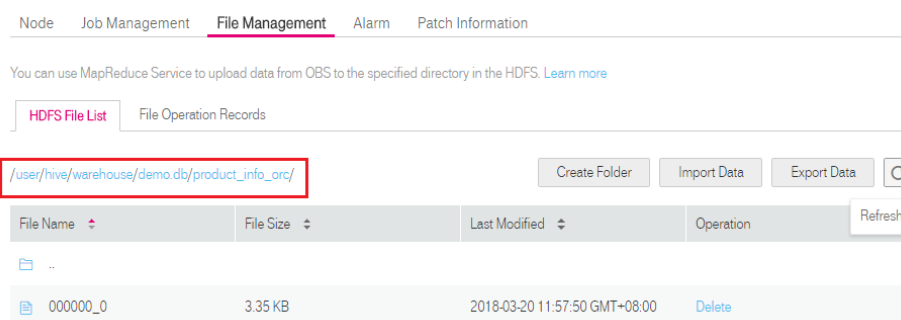 Node Job Management File Management Alarm Patch Information
You can use MapReduce Service to upload data from OBS to the specified directory in the HDFS. Learn more
HDFS File List File Operation Records
/user/hive/warehouse/demo.db/product_info_orc/ Create Folder Import Data Export Data
File Name File Size Last Modified Operation Refresh
..
000000_0 3.35 KB 2018-03-20 11:57:50 GMT+08:00 Delete